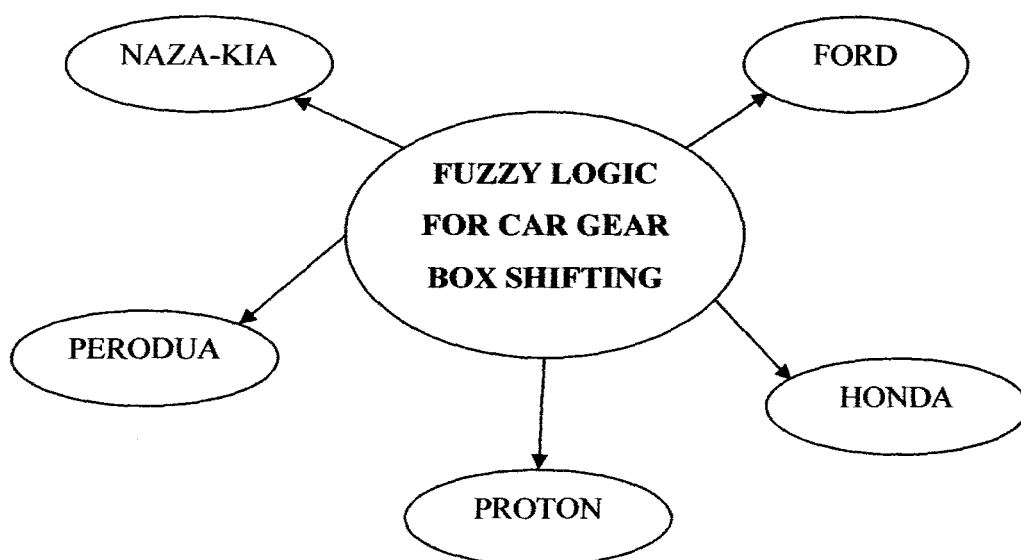 NAZA-KIA
FORD
FUZZY LOGIC
FOR CAR GEAR
BOX SHIFTING
PERODUA
HONDA
PROTON